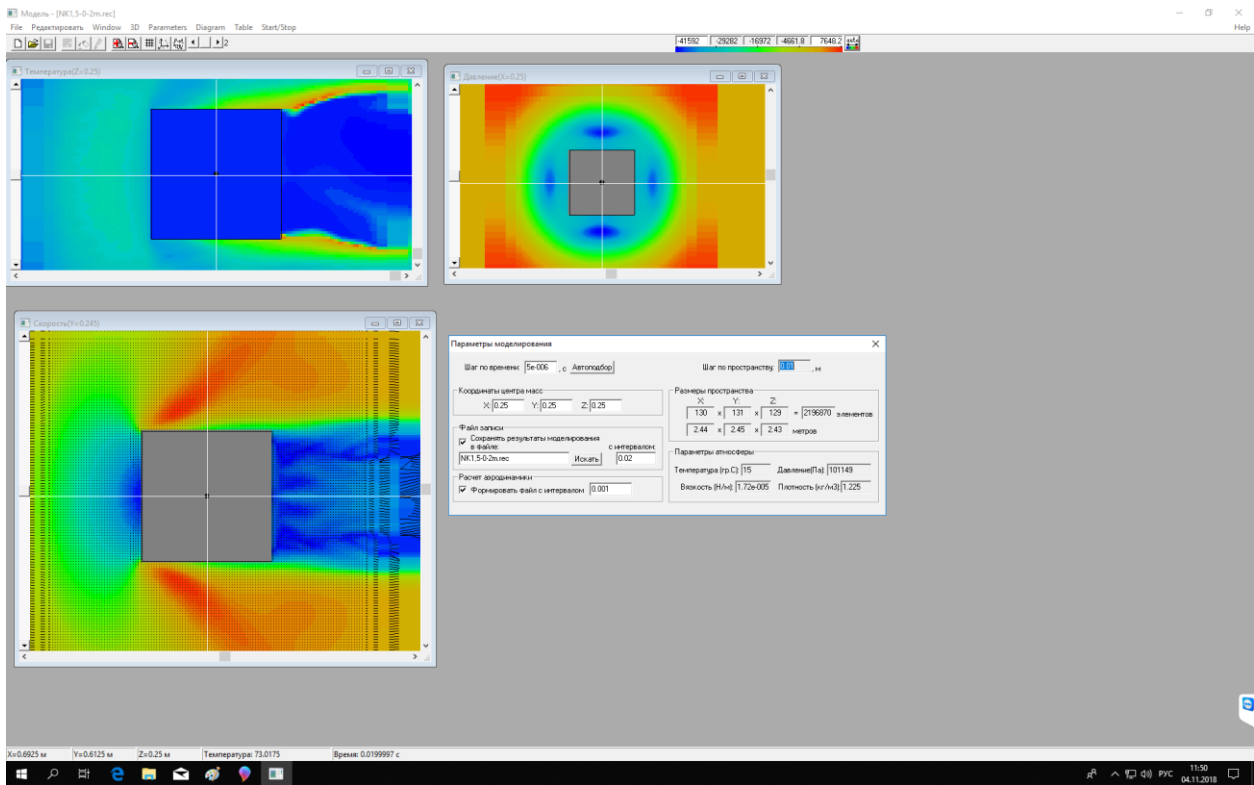 Модель - [NK1,5-0-2m.rec]
File Редактировать Window 3D Parameters Diagram Table Start/Stop Help
2 -41592 -29282 -16972 -4661.8 7648.2 auto
Температура(Z=0.25)
Давление(X=0.25)
Скорость(Y=0.245)
Параметры моделирования
Шаг по времени: 5e-006 , с Автоподбор Шаг по пространству: 0.01 , м
Координаты центра масс
X: 0.25 Y: 0.25 Z: 0.25
Размеры пространства
X: Y: Z:
130 x 131 x 129 = 2196870 элементов
2.44 x 2.45 x 2.43 метров
Файл записи
Сохранять результаты моделирования
в файле: с интервалом:
NK1,5-0-2m.rec Искать 0.02
Расчет аэродинамики
Формировать файл с интервалом 0.001
Параметры атмосферы
Температура (гр.С): 15 Давление(Па): 101149
Вязкость (Н/м): 1.72e-005 Плотность (кг/м3): 1.225
X=0.6925 м Y=0.6125 м Z=0.25 м Температура: 73.0175 Время: 0.0199997 с
РУС 11:50
04.11.2018